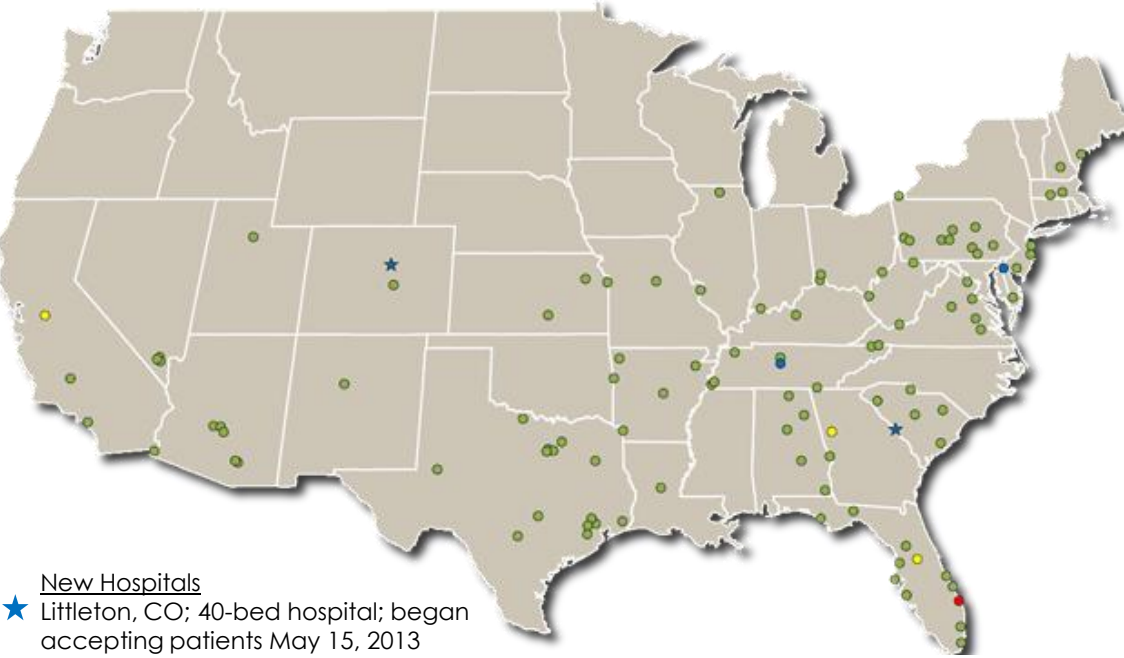 New Hospitals
Littleton, CO; 40-bed hospital; began
accepting patients May 15, 2013